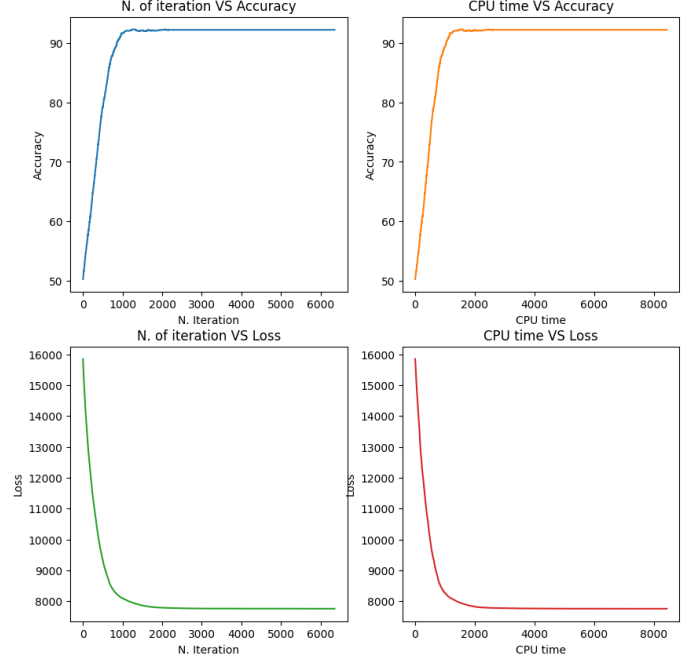 N. of iteration VS Accuracy
90
80
70
60
50
Accuracy
0 1000 2000 3000 4000 5000 6000
N. Iteration
CPU time VS Accuracy
90
80
70
60
50
Accuracy
0 2000 4000 6000 8000
CPU time
N. of iteration VS Loss
16000
15000
14000
13000
12000
11000
10000
9000
8000
Loss
0 1000 2000 3000 4000 5000 6000
N. Iteration
CPU time VS Loss
16000
15000
14000
13000
12000
11000
10000
9000
8000
Loss
0 2000 4000 6000 8000
CPU time